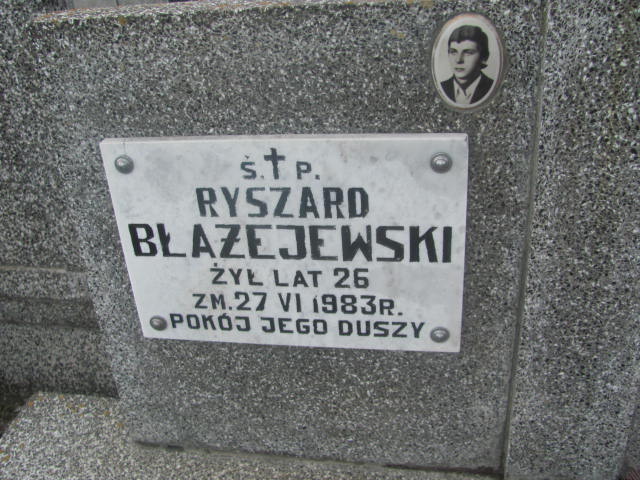 Ś.†P.
RYSZARD
BŁAŻEJEWSKI
ŻYŁ LAT 26
ZM.27 VI 1983R.
POKÓJ JEGO DUSZY